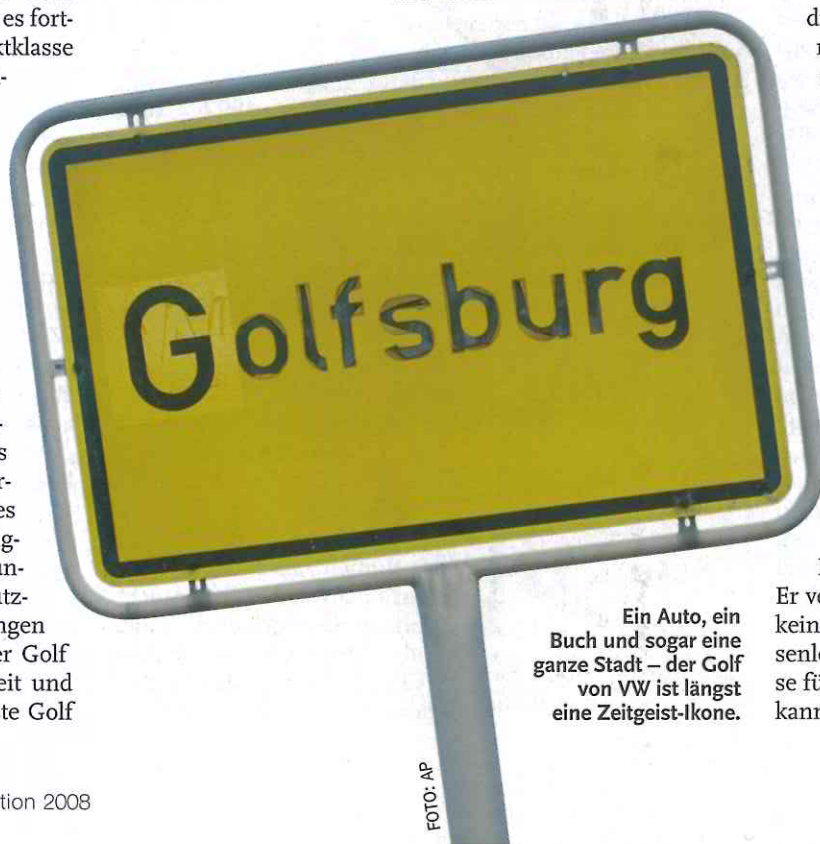 es fort-
ktklasse
Golfsburg
s
r-
es
g-
un-
utz-
ngen
er Golf
eit und
te Golf
Ein Auto, ein
Buch und sogar eine
ganze Stadt – der Golf
von VW ist längst
eine Zeitgeist-Ikone.
Er ve
kein
senlo
se fü
kann
FOTO: AP
tion 2008